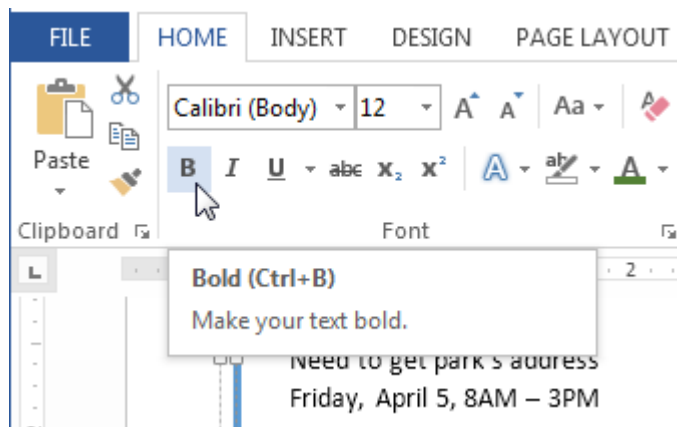 FILE HOME INSERT DESIGN PAGE LAYOUT
Calibri (Body) 12 A A Aa A
Paste
B I U abc X₂ X² A ab A
Clipboard Font
L 2
Bold (Ctrl+B)
Make your text bold.
Need to get park's address
Friday, April 5, 8AM – 3PM